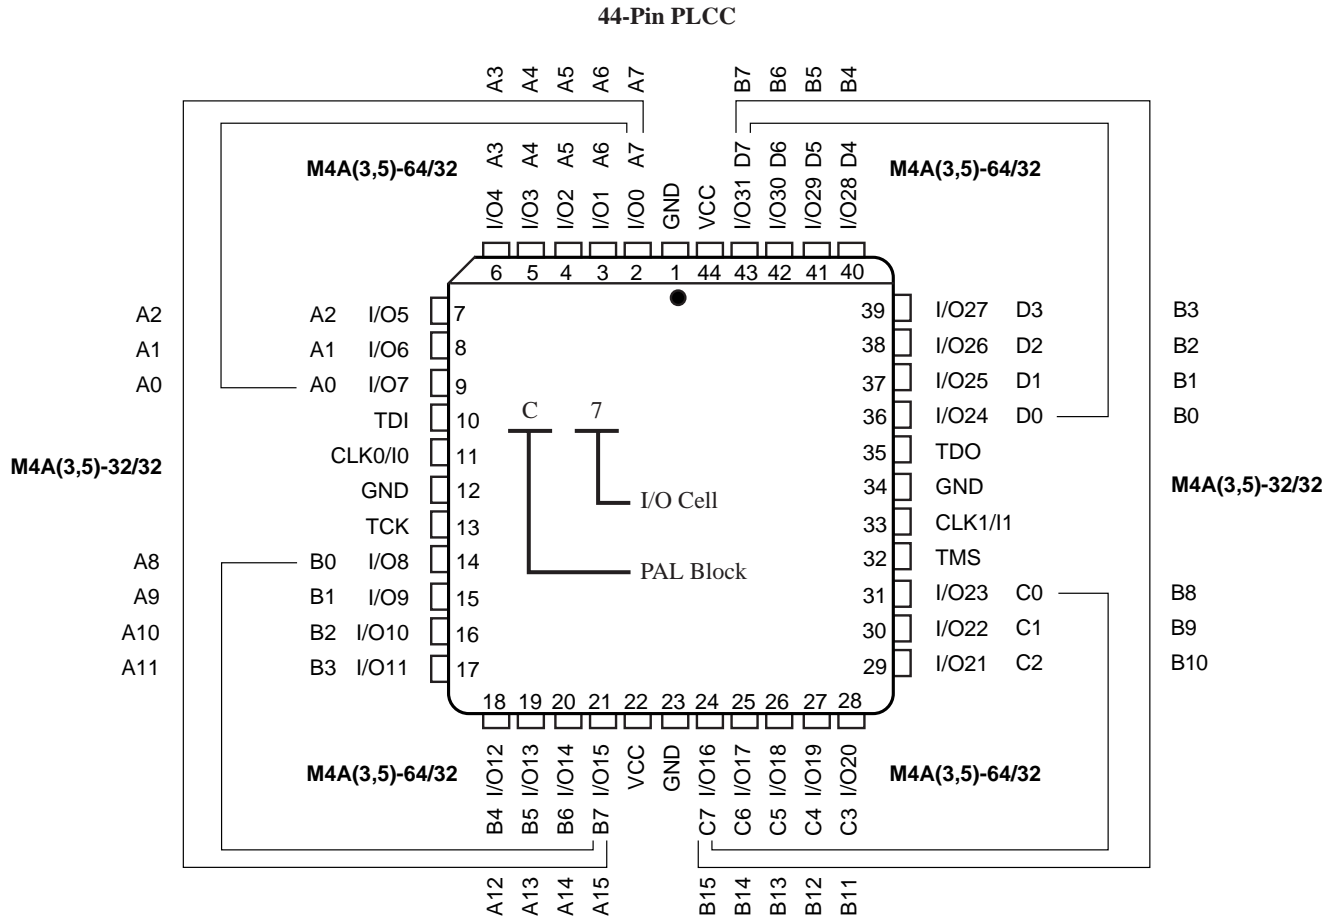 44-Pin PLCC
A3 A4 A5 A6 A7 B7 B6 B5 B4
M4A(3,5)-64/32 A3 A4 A5 A6 A7 D7 D6 D5 D4 M4A(3,5)-64/32
I/O4 I/O3 I/O2 I/O1 I/O0 GND VCC I/O31 I/O30 I/O29 I/O28
6 5 4 3 2 1 44 43 42 41 40
A2 A2 I/O5 7 39 I/O27 D3 B3
A1 A1 I/O6 8 38 I/O26 D2 B2
A0 A0 I/O7 9 37 I/O25 D1 B1
TDI 10 C 7 36 I/O24 D0 B0
CLK0/I0 11 35 TDO
M4A(3,5)-32/32 M4A(3,5)-32/32
GND 12 I/O Cell 34 GND
TCK 13 33 CLK1/I1
A8 B0 I/O8 14 PAL Block 32 TMS
A9 B1 I/O9 15 31 I/O23 C0 B8
A10 B2 I/O10 16 30 I/O22 C1 B9
A11 B3 I/O11 17 29 I/O21 C2 B10
18 19 20 21 22 23 24 25 26 27 28
M4A(3,5)-64/32 I/O12 I/O13 I/O14 I/O15 VCC GND I/O16 I/O17 I/O18 I/O19 I/O20 M4A(3,5)-64/32
B4 B5 B6 B7 C7 C6 C5 C4 C3
A12 A13 A14 A15 B15 B14 B13 B12 B11